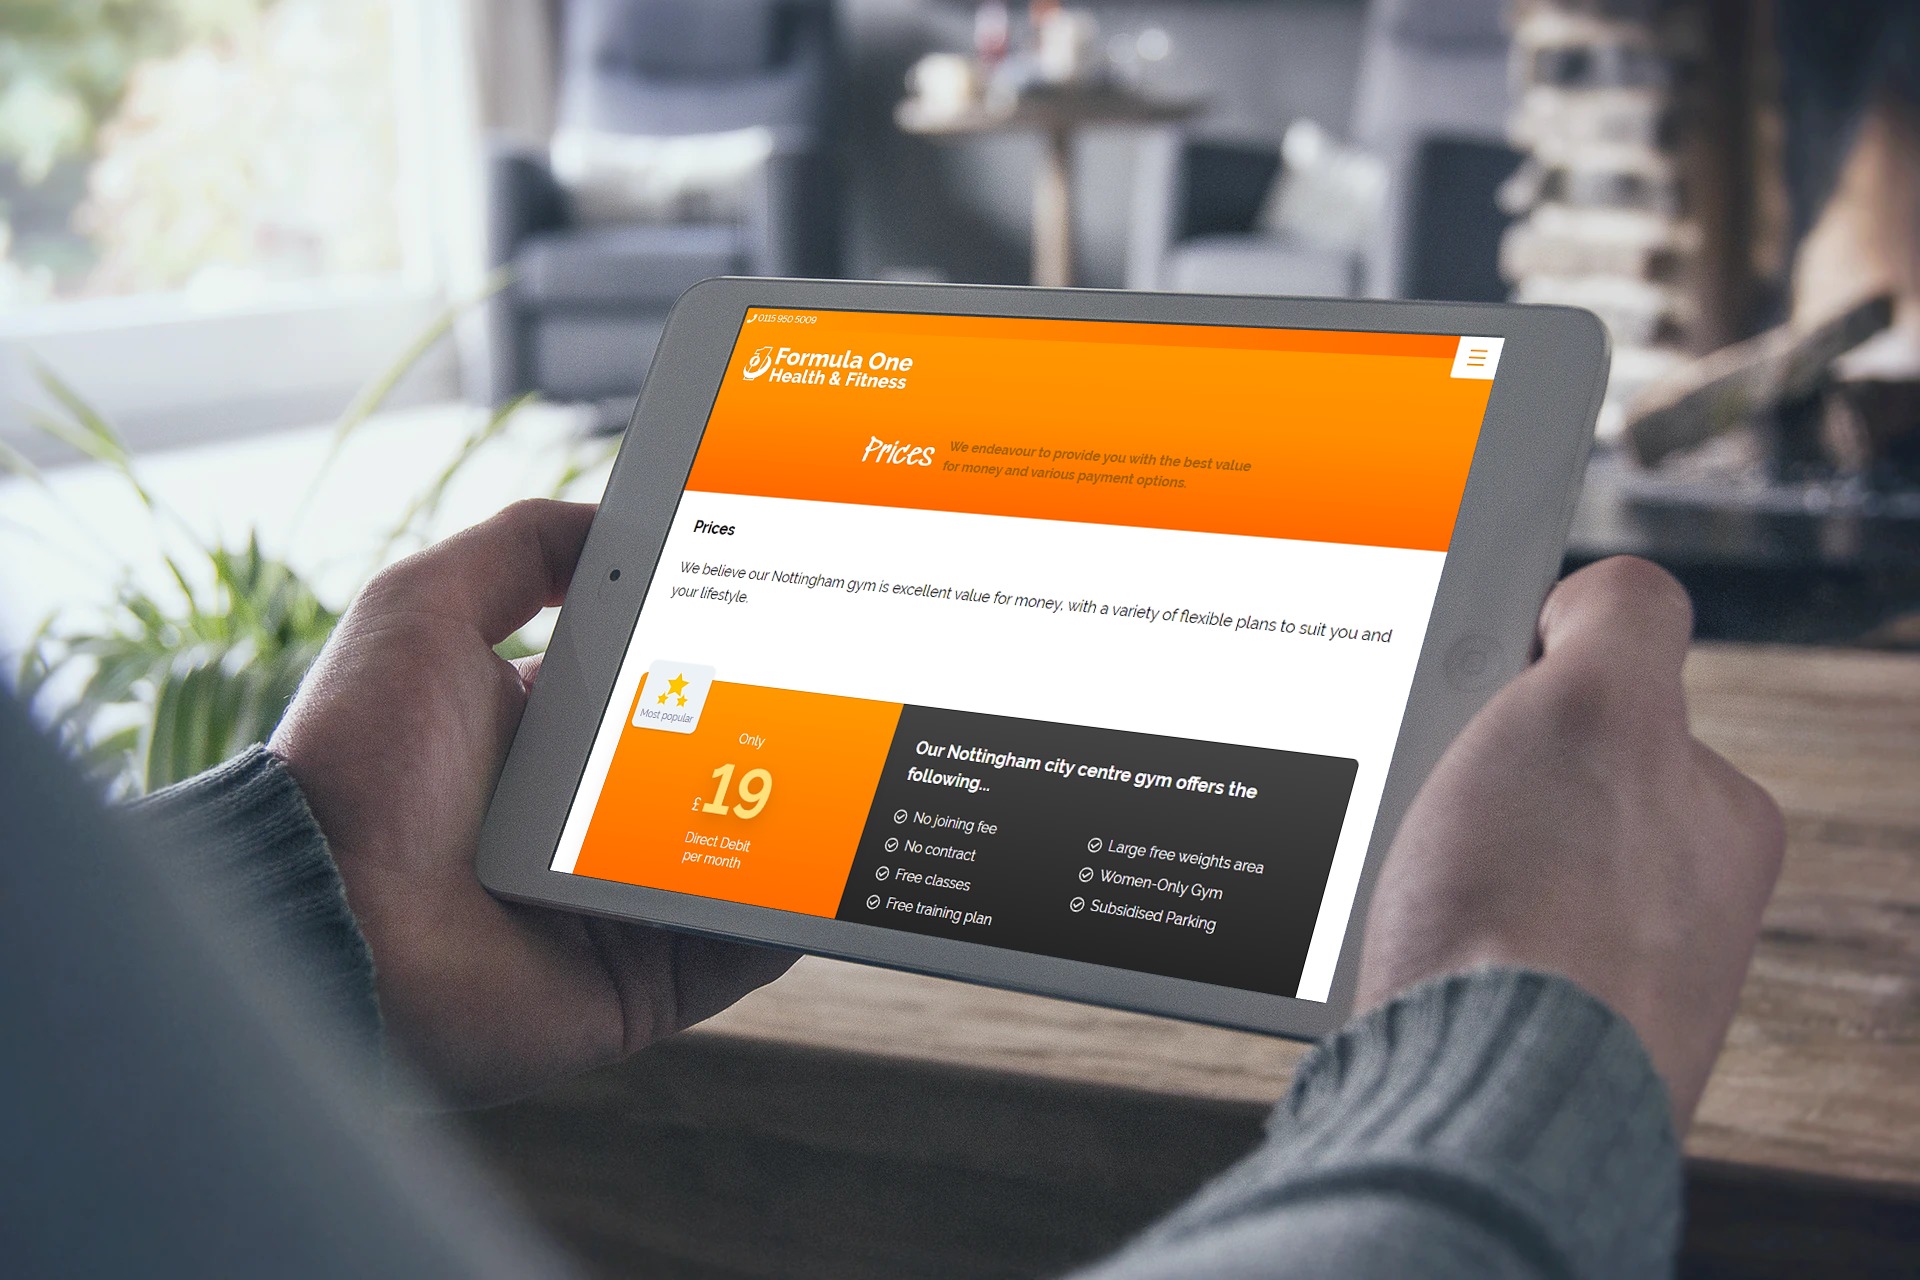 0115 950 5009
Formula One
Health & Fitness
Prices
We endeavour to provide you with the best value
for money and various payment options.
Prices
We believe our Nottingham gym is excellent value for money, with a variety of flexible plans to suit you and
your lifestyle.
Most popular
Only
£19
Direct Debit
per month
Our Nottingham city centre gym offers the
following...
No joining fee
No contract
Free classes
Free training plan
Large free weights area
Women-Only Gym
Subsidised Parking